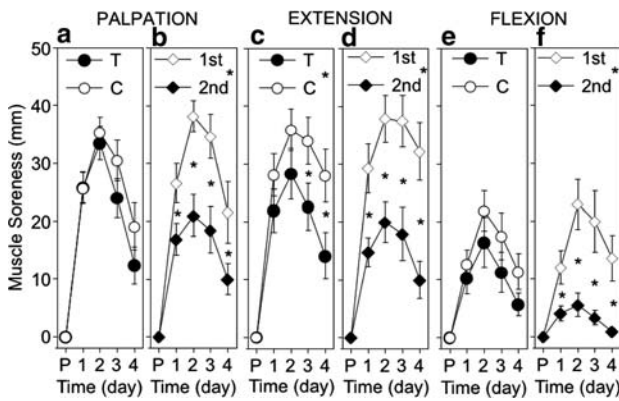 PALPATION EXTENSION FLEXION
a b c d e f
50 T 1st T 1st T 1st
* * *
40 C 2nd C 2nd C 2nd
30
* * *
* * * * *
20
* * * * *
10
* * * *
0
Muscle Soreness (mm)
P 1 2 3 4 P 1 2 3 4 P 1 2 3 4 P 1 2 3 4 P 1 2 3 4 P 1 2 3 4
Time (day) Time (day) Time (day) Time (day) Time (day) Time (day)